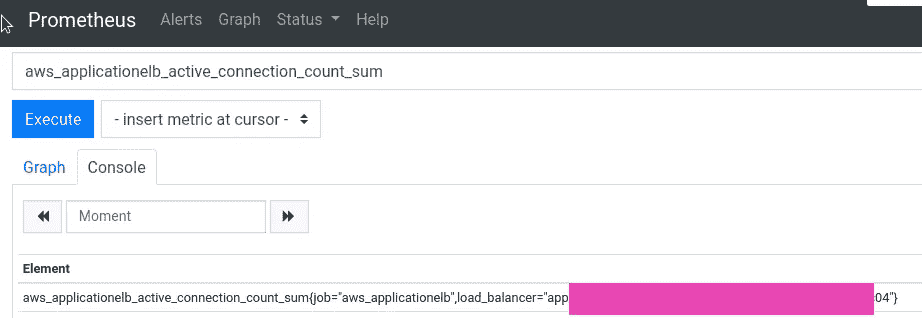 Prometheus Alerts Graph Status Help
aws_applicationelb_active_connection_count_sum
Execute - insert metric at cursor -
Graph Console
Moment
Element
aws_applicationelb_active_connection_count_sum{job="aws_applicationelb",load_balancer="app :04"}